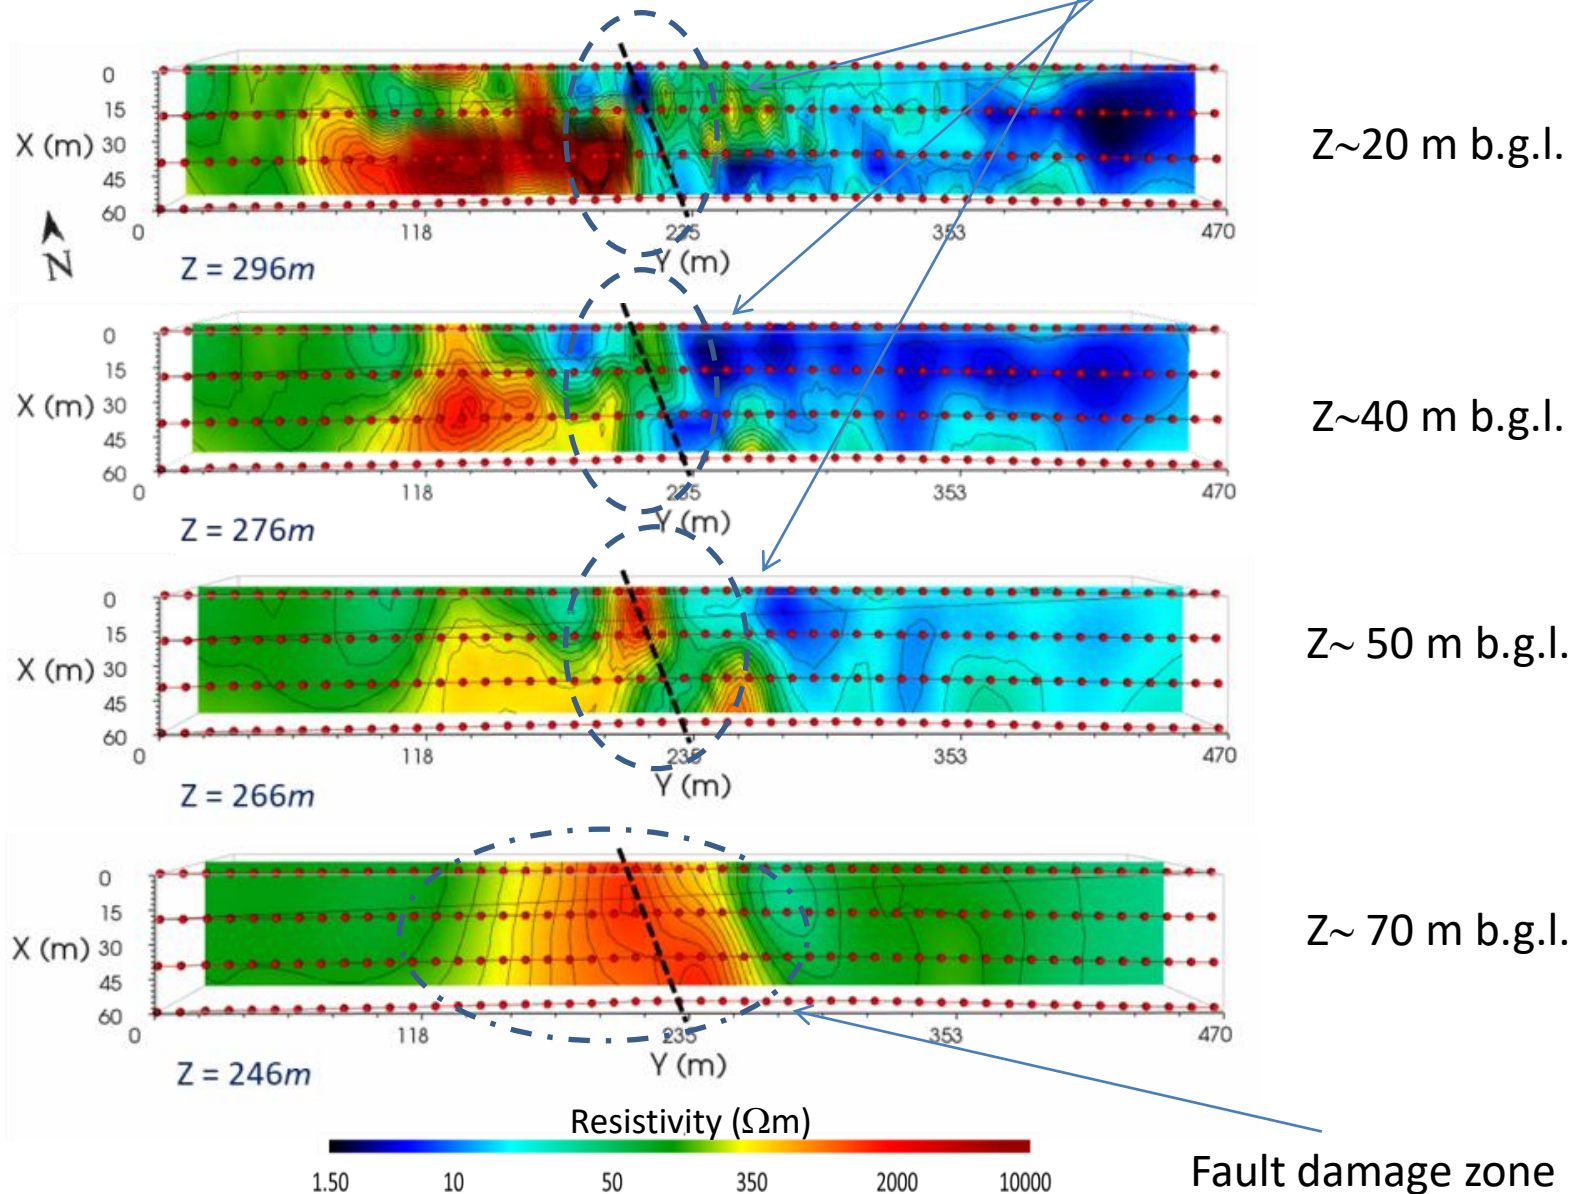 0
15
X (m) 30
45
60
0 118 235 353 470
Y (m)
N
Z = 296m
Z~20 m b.g.l.
0
15
X (m) 30
45
60
0 118 235 353 470
Y (m)
Z = 276m
Z~40 m b.g.l.
0
15
X (m) 30
45
60
0 118 235 353 470
Y (m)
Z = 266m
Z~ 50 m b.g.l.
0
15
X (m) 30
45
60
0 118 235 353 470
Y (m)
Z = 246m
Z~ 70 m b.g.l.
Resistivity (Ωm)
1.50 10 50 350 2000 10000
Fault damage zone